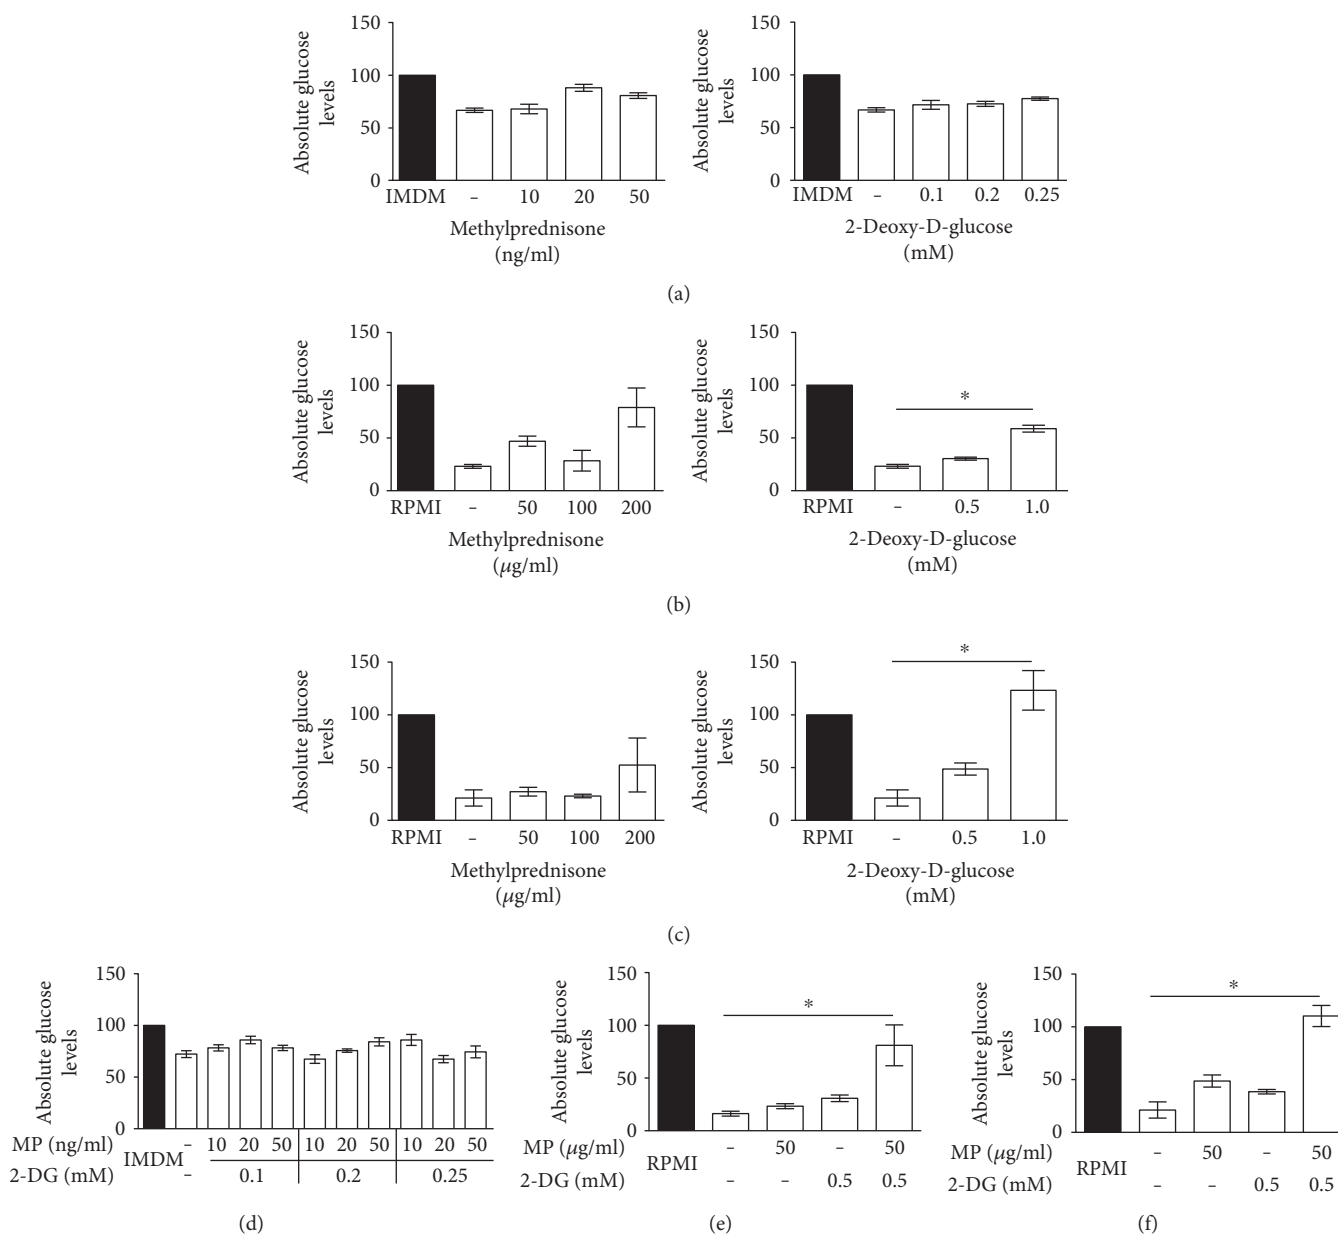 150
100
50
0
Absolute glucose
levels
IMDM – 10 20 50
Methylprednisone
(ng/ml)
150
100
50
0
Absolute glucose
levels
IMDM – 0.1 0.2 0.25
2-Deoxy-D-glucose
(mM)
(a)
150
100
50
0
Absolute glucose
levels
RPMI – 50 100 200
Methylprednisone
(μg/ml)
150
100
50
0
Absolute glucose
levels
*
RPMI – 0.5 1.0
2-Deoxy-D-glucose
(mM)
(b)
150
100
50
0
Absolute glucose
levels
RPMI – 50 100 200
Methylprednisone
(μg/ml)
150
100
50
0
Absolute glucose
levels
*
RPMI – 0.5 1.0
2-Deoxy-D-glucose
(mM)
(c)
150
100
50
0
Absolute glucose
levels
IMDM
MP (ng/ml) – 10 20 50 10 20 50 10 20 50
2-DG (mM) – 0.1 0.2 0.25
(d)
150
100
50
0
Absolute glucose
levels
*
RPMI
MP (μg/ml) – 50 – 50
2-DG (mM) – – 0.5 0.5
(e)
150
100
50
0
Absolute glucose
levels
*
RPMI
MP (μg/ml) – 50 – 50
2-DG (mM) – – 0.5 0.5
(f)